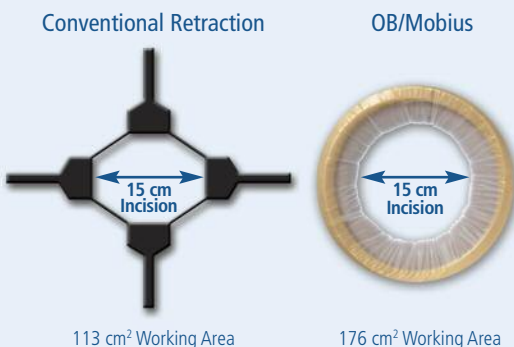 Conventional Retraction
OB/Mobius
15 cm
Incision
15 cm
Incision
113 cm² Working Area
176 cm² Working Area